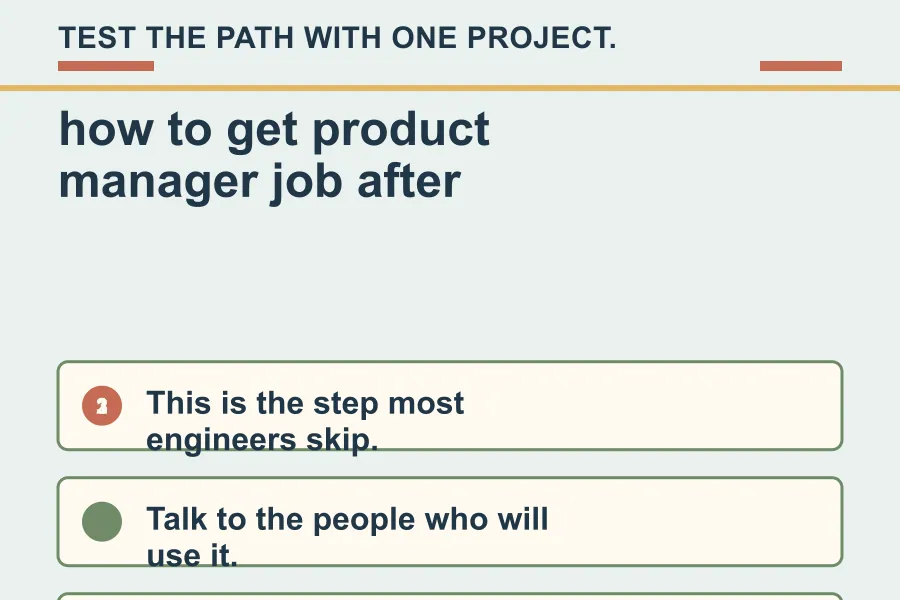 TEST THE PATH WITH ONE PROJECT.
how to get product
manager job after
This is the step most
engineers skip.
Talk to the people who will
use it.